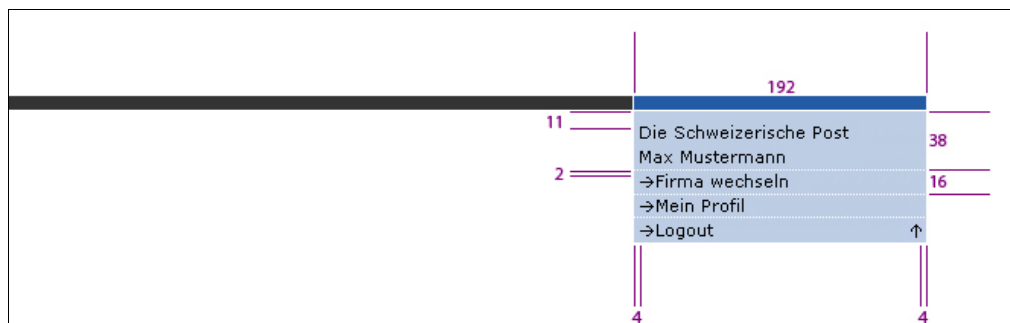 192
11
Die Schweizerische Post
38
Max Mustermann
2
→Firma wechseln
16
→Mein Profil
→Logout ↑
4 4